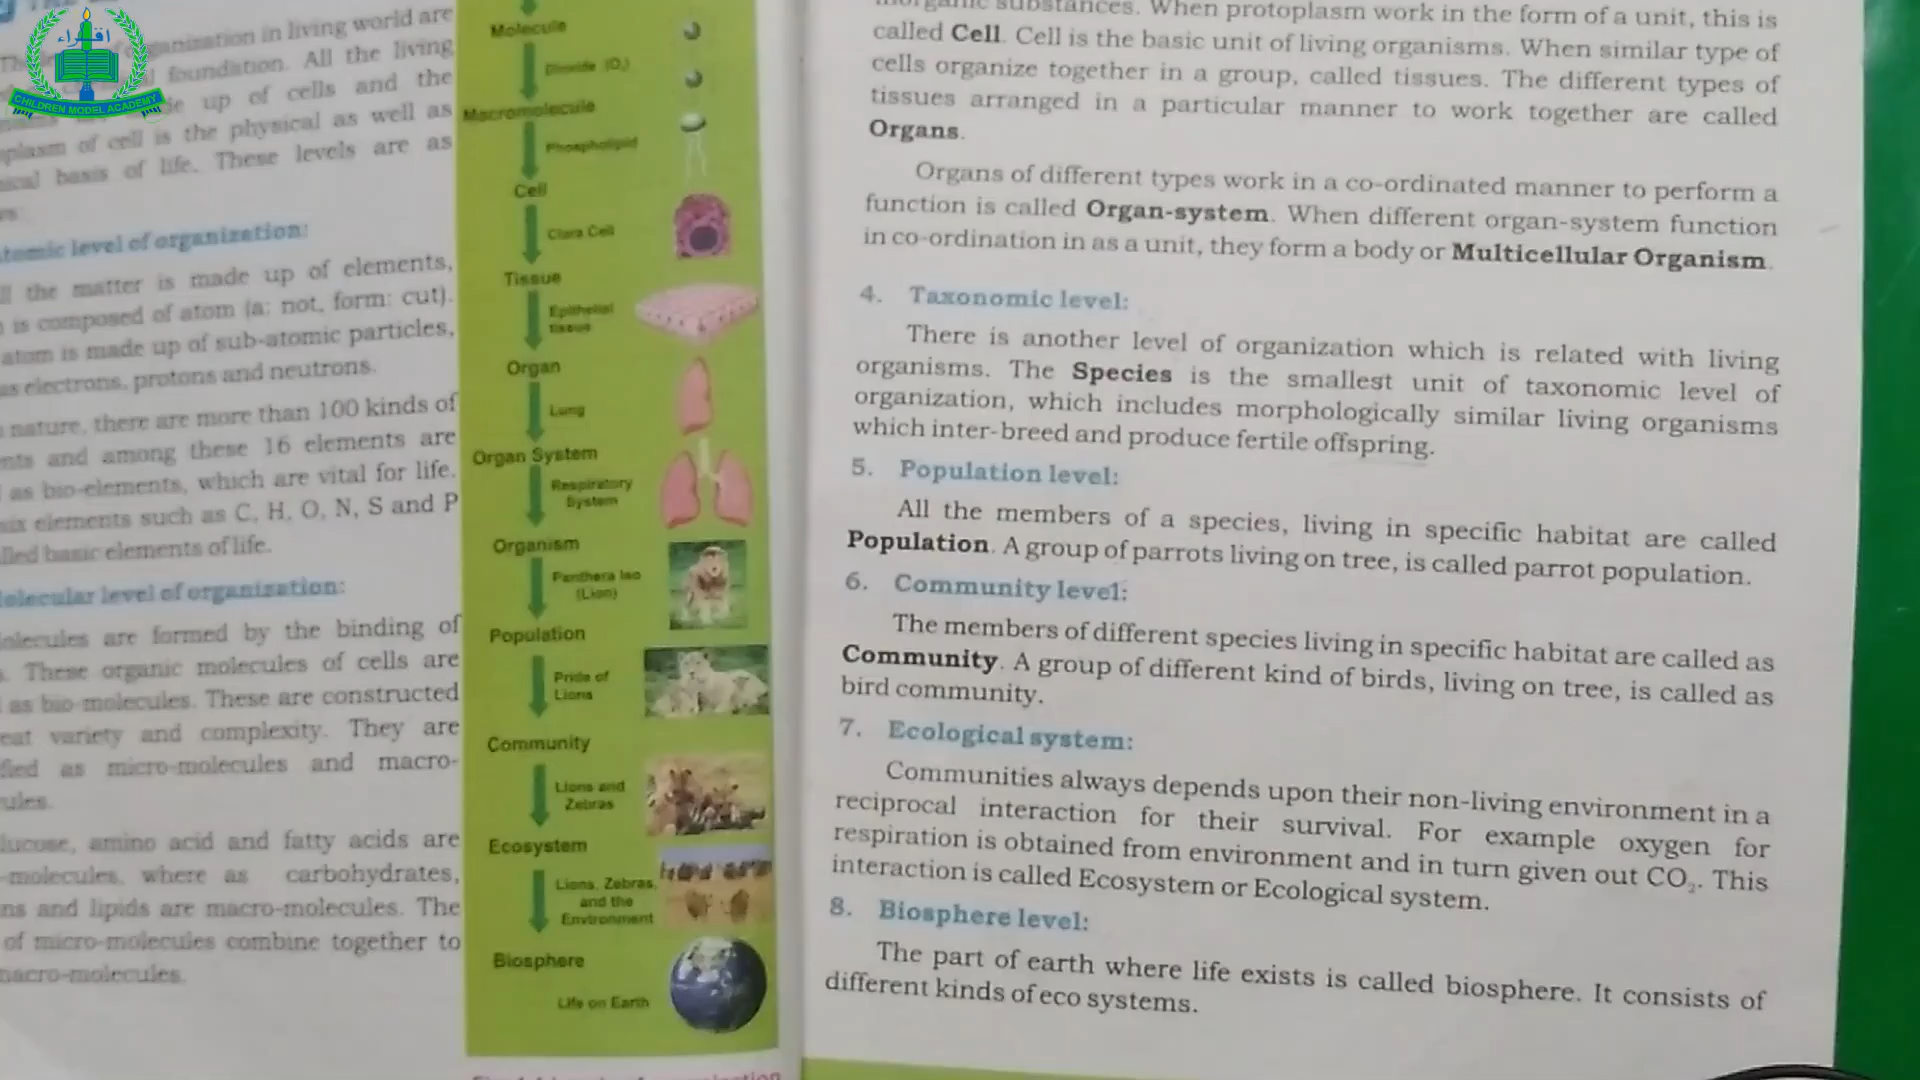 اقراء
CHILDREN MODEL ACADEMY
organization in living world are
foundation. All the living
up of cells and the
plasm of cell is the physical as well as
basis of life. These levels are as
Atomic level of organization:
the matter is made up of elements,
is composed of atom (a: not, form: cut).
atom is made up of sub-atomic particles,
as electrons, protons and neutrons.
nature, there are more than 100 kinds of
and among these 16 elements are
as bio-elements, which are vital for life.
six elements such as C, H, O, N, S and P
basic elements of life.
Molecular level of organization:
are formed by the binding of
These organic molecules of cells are
as bio-molecules. These are constructed
variety and complexity. They are
as micro-molecules and macro-
amino acid and fatty acids are
-molecules, where as carbohydrates,
and lipids are macro-molecules. The
of micro-molecules combine together to
macro-molecules.
Molecule
Dioxide (O₂)
Macromolecule
Phospholipid
Cell
Clara Cell
Tissue
Epithelial
tissue
Organ
Lung
Organ System
Respiratory
System
Organism
Panthera leo
(Lion)
Population
Pride of
Lions
Community
Lions and
Zebras
Ecosystem
Lions, Zebras,
and the
Environment
Biosphere
Life on Earth
inorganic substances. When protoplasm work in the form of a unit, this is
called Cell. Cell is the basic unit of living organisms. When similar type of
cells organize together in a group, called tissues. The different types of
tissues arranged in a particular manner to work together are called
Organs.
Organs of different types work in a co-ordinated manner to perform a
function is called Organ-system. When different organ-system function
in co-ordination in as a unit, they form a body or Multicellular Organism.
4. Taxonomic level:
There is another level of organization which is related with living
organisms. The Species is the smallest unit of taxonomic level of
organization, which includes morphologically similar living organisms
which inter-breed and produce fertile offspring.
5. Population level:
All the members of a species, living in specific habitat are called
Population. A group of parrots living on tree, is called parrot population.
6. Community level:
The members of different species living in specific habitat are called as
Community. A group of different kind of birds, living on tree, is called as
bird community.
7. Ecological system:
Communities always depends upon their non-living environment in a
reciprocal interaction for their survival. For example oxygen for
respiration is obtained from environment and in turn given out CO₂. This
interaction is called Ecosystem or Ecological system.
8. Biosphere level:
The part of earth where life exists is called biosphere. It consists of
different kinds of eco systems.